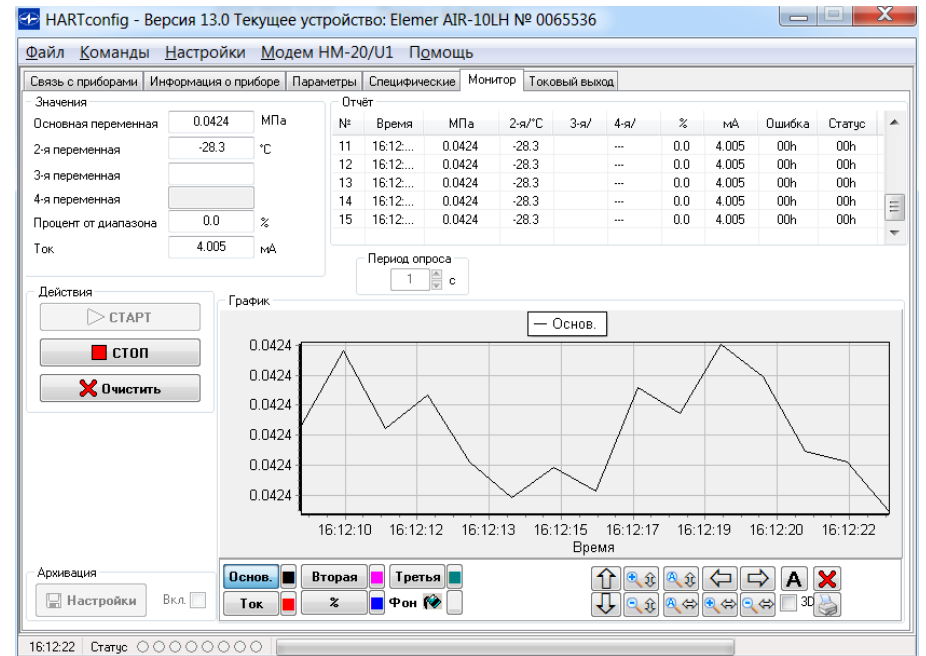 HARTconfig - Версия 13.0 Текущее устройство: Elemer AIR-10LH № 0065536
Файл Команды Настройки Модем HM-20/U1 Помощь
Связь с приборами Информация о приборе Параметры Специфические Монитор Токовый выход
Значения
Основная переменная 0.0424 МПа
2-я переменная -28.3 °C
3-я переменная
4-я переменная
Процент от диапазона 0.0 %
Ток 4.005 мА
Отчёт
№ Время МПа 2-я/°C 3-я/ 4-я/ % мА Ошибка Статус
11 16:12:... 0.0424 -28.3 --- 0.0 4.005 00h 00h
12 16:12:... 0.0424 -28.3 --- 0.0 4.005 00h 00h
13 16:12:... 0.0424 -28.3 --- 0.0 4.005 00h 00h
14 16:12:... 0.0424 -28.3 --- 0.0 4.005 00h 00h
15 16:12:... 0.0424 -28.3 --- 0.0 4.005 00h 00h
Период опроса
1 с
Действия
СТАРТ
СТОП
Очистить
График
Основ.
0.0424
0.0424
0.0424
0.0424
0.0424
0.0424
16:12:10 16:12:12 16:12:13 16:12:15 16:12:17 16:12:19 16:12:20 16:12:22
Время
Архивация
Настройки Вкл.
Основ. Вторая Третья
Ток % Фон
A
3D
16:12:22 Статус